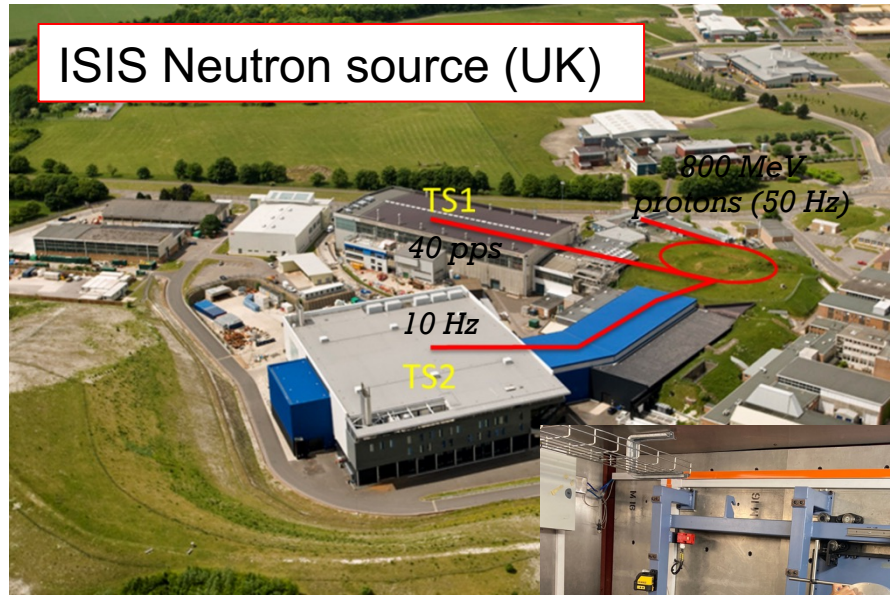 ISIS Neutron source (UK)
800 MeV
protons (50 Hz)
TS1
40 pps
10 Hz
TS2